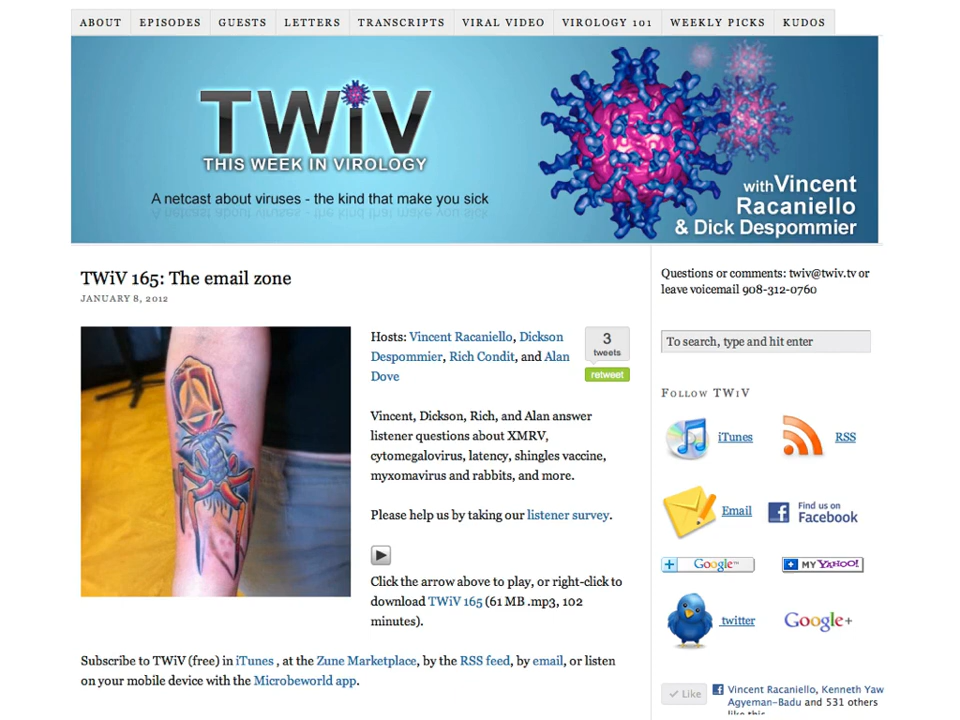 ABOUT EPISODES GUESTS LETTERS TRANSCRIPTS VIRAL VIDEO VIROLOGY 101 WEEKLY PICKS KUDOS
TWiV
THIS WEEK IN VIROLOGY
A netcast about viruses - the kind that make you sick
with Vincent
Racaniello
& Dick Despommier
TWiV 165: The email zone
JANUARY 8, 2012
Hosts: Vincent Racaniello, Dickson
Despommier, Rich Condit, and Alan
Dove
3
tweets
retweet
Vincent, Dickson, Rich, and Alan answer
listener questions about XMRV,
cytomegalovirus, latency, shingles vaccine,
myxomavirus and rabbits, and more.
Please help us by taking our listener survey.
Click the arrow above to play, or right-click to
download TWiV 165 (61 MB .mp3, 102
minutes).
Subscribe to TWiV (free) in iTunes , at the Zune Marketplace, by the RSS feed, by email, or listen
on your mobile device with the Microbeworld app.
Questions or comments: twiv@twiv.tv or
leave voicemail 908-312-0760
To search, type and hit enter
Follow TWiV
iTunes RSS
Email Find us on
Facebook
Google™ MY YAHOO!
twitter Google+
Like Vincent Racaniello, Kenneth Yaw
Agyeman-Badu and 531 others
like this